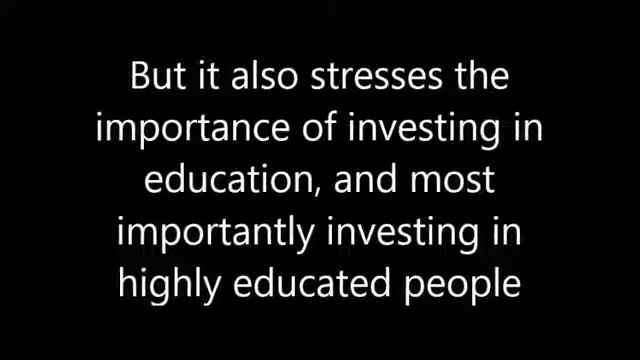 But it also stresses the
importance of investing in
education, and most
importantly investing in
highly educated people